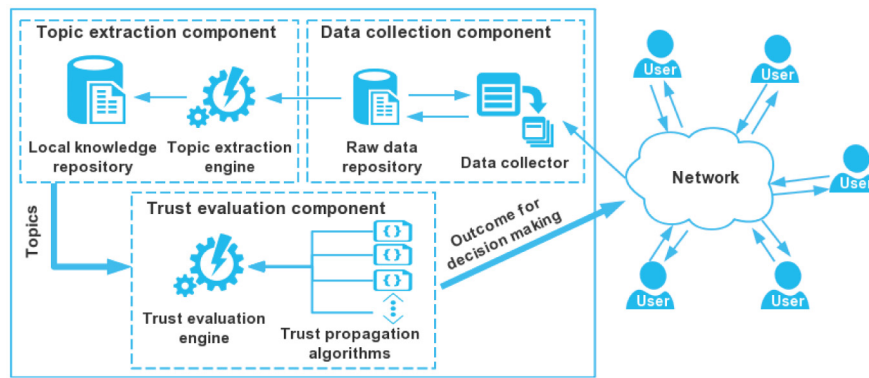 Topic extraction component
Data collection component
Local knowledge
repository
Topic extraction
engine
Raw data
repository
Data collector
Topics
Trust evaluation component
Trust evaluation
engine
{}
{}
{}
Trust propagation
algorithms
Outcome for
decision making
Network
User
User
User
User
User